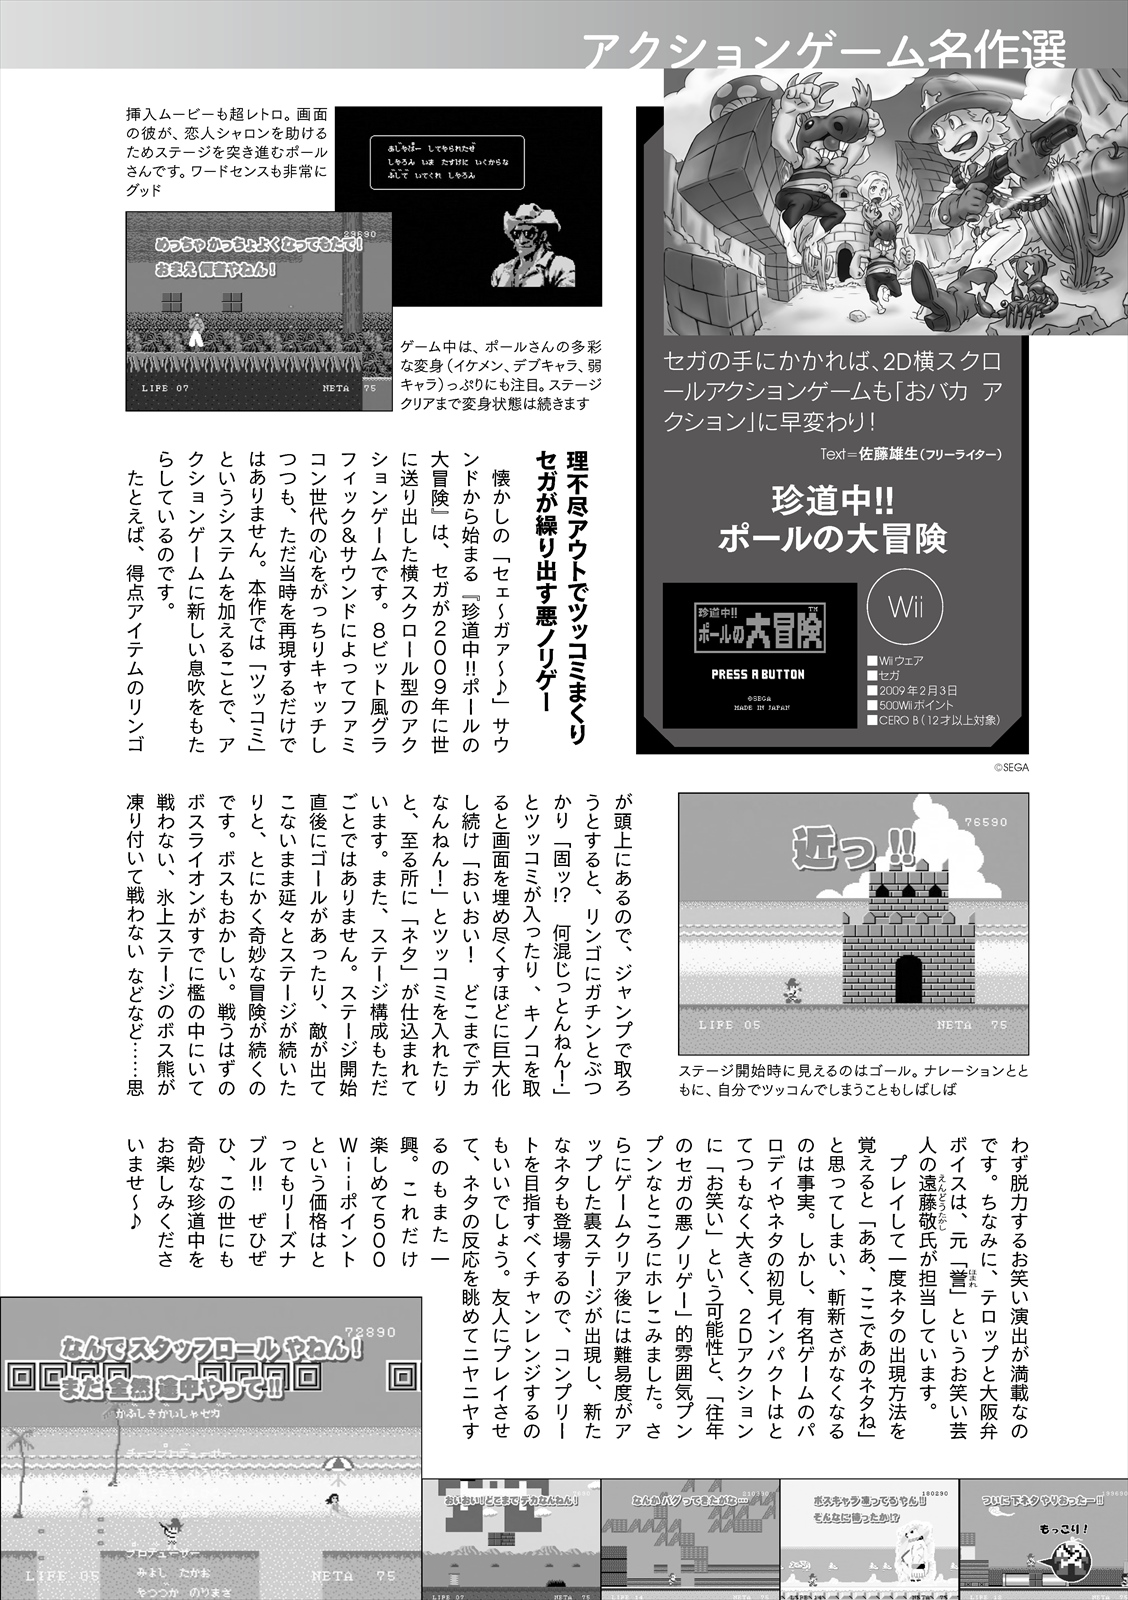 アクションゲーム名作選
挿入ムービーも超レトロ。画面
の彼が、恋人シャロンを助ける
ためステージを突き進むポール
さんです。ワードセンスも非常に
グッド
あしゃぱー してやられたぜ
しゃろん いま たすけに いくからな
ぶじで いてくれ しゃろん
29690
めっちゃ かっちょよく なってもたで!
おまえ 何者やねん!
LIFE 07
NETA 75
ゲーム中は、ポールさんの多彩
な変身（イケメン、デブキャラ、弱
キャラ）っぷりにも注目。ステージ
クリアまで変身状態は続きます
セガの手にかかれば、2D横スクロ
ールアクションゲームも「おバカ ア
クション」に早変わり!
Text=佐藤雄生（フリーライター）
珍道中!!
ポールの大冒険
珍道中!!
ポールの大冒険™
PRESS A BUTTON
©SEGA
MADE IN JAPAN
Wii
■Wiiウェア
■セガ
■2009年2月3日
■500Wiiポイント
■CERO B（12才以上対象）
©SEGA
理不尽アウトでツッコミまくり
セガが繰り出す悪ノリゲー
懐かしの「セェ〜ガァ〜♪」サウ
ンドから始まる『珍道中!!ポールの
大冒険』は、セガが2009年に世
に送り出した横スクロール型のアク
ションゲームです。8ビット風グラ
フィック&サウンドによってファミ
コン世代の心をがっちりキャッチし
つつも、ただ当時を再現するだけで
はありません。本作では「ツッコミ」
というシステムを加えることで、ア
クションゲームに新しい息吹をもた
らしているのです。
たとえば、得点アイテムのリンゴ
が頭上にあるので、ジャンプで取ろ
うとすると、リンゴにガチンとぶつ
かり「固ッ!?　何混じっとんねん!」
とツッコミが入ったり、キノコを取
ると画面を埋め尽くすほどに巨大化
し続け「おいおい!　どこまでデカ
なんねん!」とツッコミを入れたり
と、至る所に「ネタ」が仕込まれて
います。また、ステージ構成もただ
ごとではありません。ステージ開始
直後にゴールがあったり、敵が出て
こないまま延々とステージが続いた
りと、とにかく奇妙な冒険が続くの
です。ボスもおかしい。戦うはずの
ボスライオンがすでに檻の中にいて
戦わない、氷上ステージのボス熊が
凍り付いて戦わない などなど……思
76590
近っ!!
LIFE 05
NETA 75
ステージ開始時に見えるのはゴール。ナレーションとと
もに、自分でツッコんでしまうこともしばしば
わず脱力するお笑い演出が満載なの
です。ちなみに、テロップと大阪弁
ボイスは、元「誉」というお笑い芸
ほまれ
人の遠藤敬氏が担当しています。
えんどうたかし
プレイして一度ネタの出現方法を
覚えると「ああ、ここであのネタね」
と思ってしまい、斬新さがなくなる
のは事実。しかし、有名ゲームのパ
ロディやネタの初見インパクトはと
てつもなく大きく、2Dアクション
に「お笑い」という可能性と、「往年
のセガの悪ノリゲー」的雰囲気プン
プンなところにホレこみました。さ
らにゲームクリア後には難易度がア
ップした裏ステージが出現し、新た
なネタも登場するので、コンプリー
トを目指すべくチャンレンジするの
もいいでしょう。友人にプレイさせ
て、ネタの反応を眺めてニヤニヤす
るのもまた一
興。これだけ
楽しめて500
Wiiポイント
という価格はと
ってもリーズナ
ブル!!　ぜひぜ
ひ、この世にも
奇妙な珍道中を
お楽しみくださ
いませ〜♪
72890
なんで スタッフロール やねん!
まだ 全然 途中やって!!
かぶしきかいしゃセガ
チーフプロデューサー
プロデューサー
みよし たかお
そつつか のりまさ
LIFE 05
NETA 75
おいおい!どこまで デカなんねん!
LIFE 07
NETA 75
210390
なんか バグってきたがな…
LIFE 14
NETA 75
180290
ボスキャラ 凍ってるやん!!
そんなに待ったか!?
LIFE 14
NETA 75
199690
ついに 下ネタ やりおったー!!
もっこり!
NETA 75